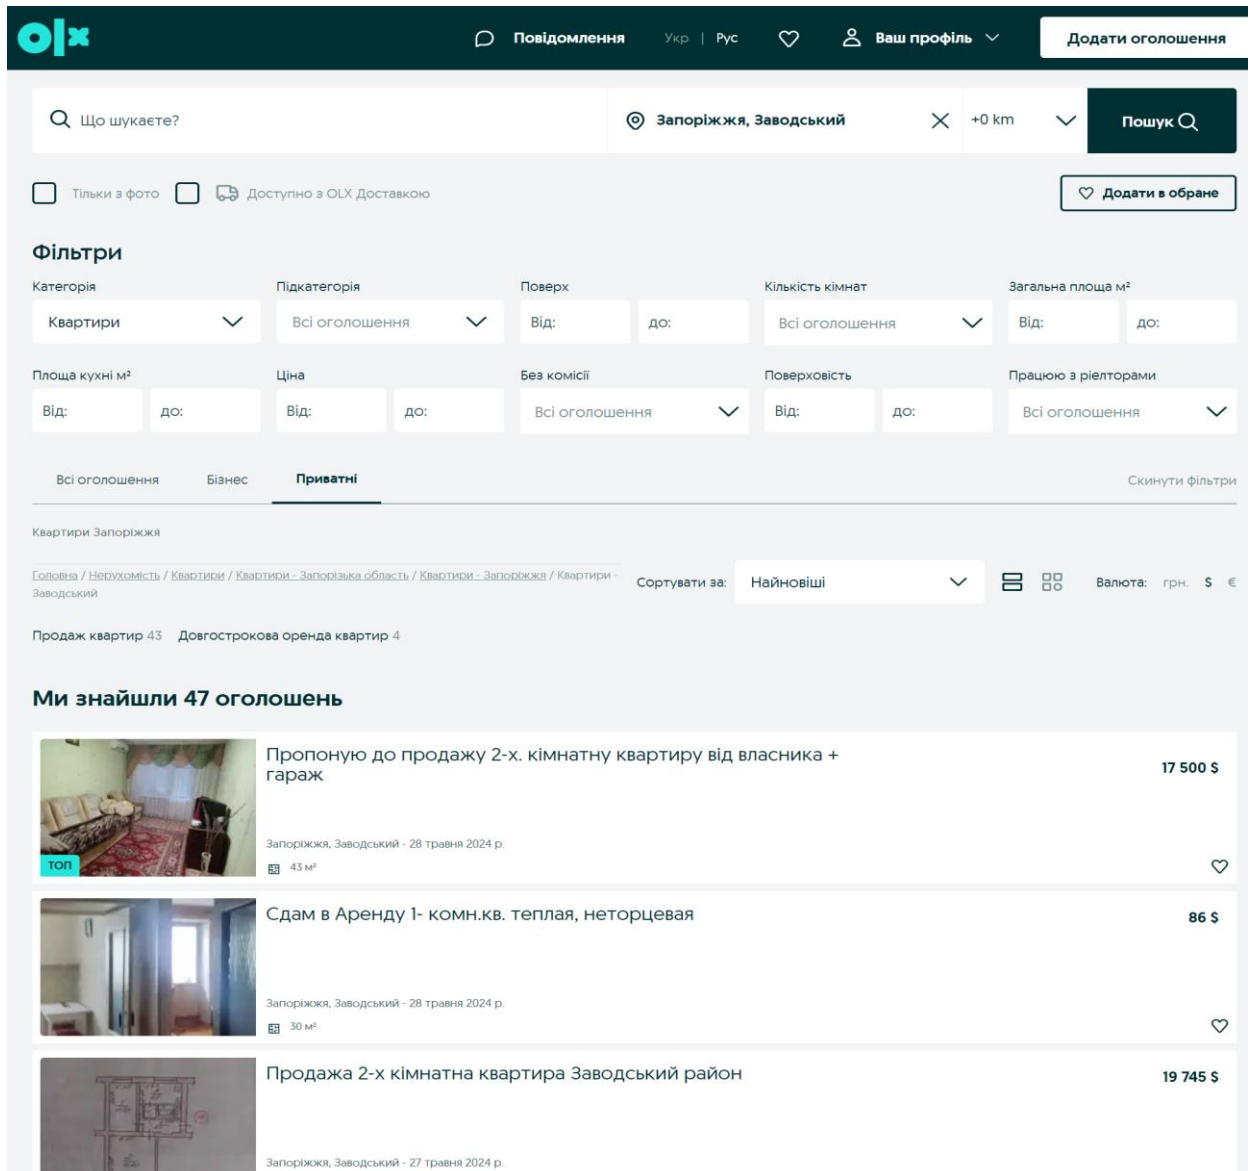 olx
Повідомлення Укр | Рус Ваш профіль Додати оголошення
Що шукаєте? Запоріжжя, Заводський +0 km Пошук
Тільки з фото Доступно з OLX Доставкою Додати в обране
Фільтри
Категорія Підкатегорія Поверх Кількість кімнат Загальна площа м²
Квартири Всі оголошення Від: до: Всі оголошення Від: до:
Площа кухні м² Ціна Без комісії Поверховість Працюю з ріелторами
Від: до: Від: до: Всі оголошення Від: до: Всі оголошення
Всі оголошення Бізнес Приватні Скинути фільтри
Квартири Запоріжжя
Головна / Нерухомість / Квартири / Квартири - Запорізька область / Квартири - Запоріжжя / Квартири -
Заводський
Сортувати за: Найновіші Валюта: грн. $ €
Продаж квартир 43 Довгострокова оренда квартир 4
Ми знайшли 47 оголошень
Пропоную до продажу 2-х. кімнатну квартиру від власника +
гараж
17 500 $
Запоріжжя, Заводський - 28 травня 2024 р.
ТОП
43 м²
Сдам в Аренду 1- комн.кв. теплая, неторцевая
86 $
Запоріжжя, Заводський - 28 травня 2024 р.
30 м²
Продажа 2-х кімнатна квартира Заводський район
19 745 $
Запоріжжя, Заводський - 27 травня 2024 р.